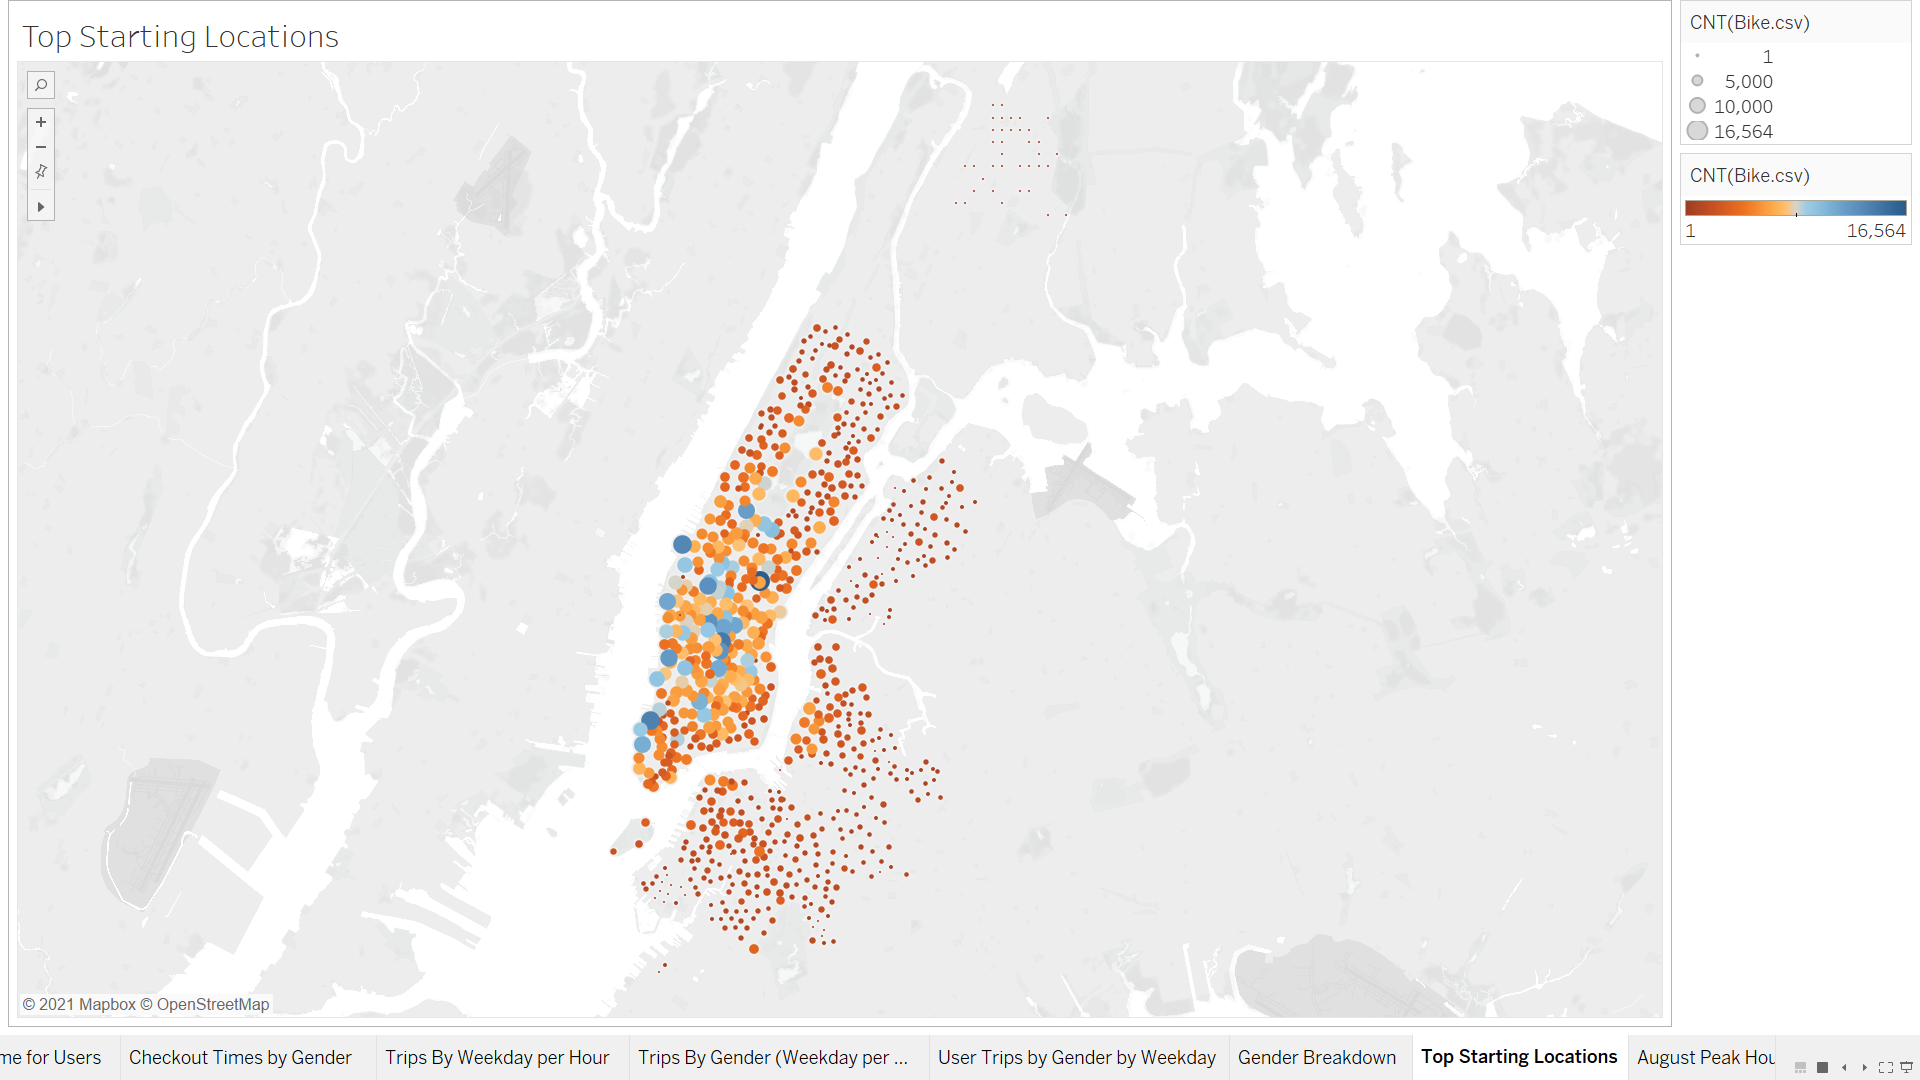 Top Starting Locations
CNT(Bike.csv)
1
5,000
10,000
16,564
CNT(Bike.csv)
1 16,564
© 2021 Mapbox © OpenStreetMap
me for Users Checkout Times by Gender Trips By Weekday per Hour Trips By Gender (Weekday per ... User Trips by Gender by Weekday Gender Breakdown Top Starting Locations August Peak Hou